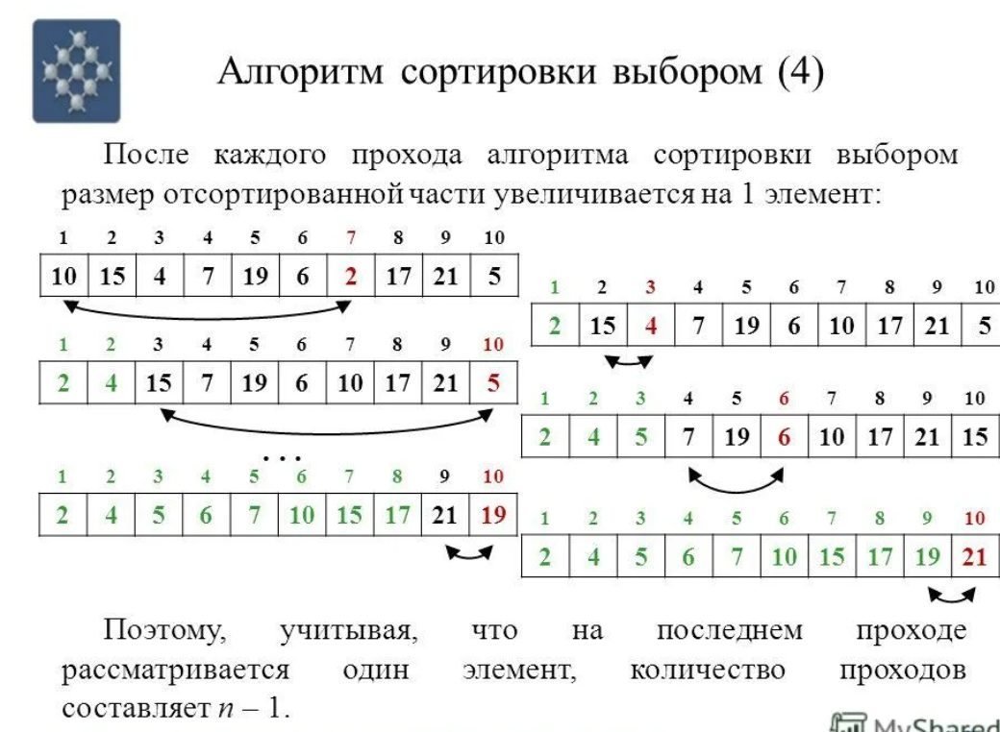 Алгоритм сортировки выбором (4)
После каждого прохода алгоритма сортировки выбором
размер отсортированной части увеличивается на 1 элемент:
1 2 3 4 5 6 7 8 9 10
10 15 4 7 19 6 2 17 21 5
1 2 3 4 5 6 7 8 9 10
2 15 4 7 19 6 10 17 21 5
1 2 3 4 5 6 7 8 9 10
2 4 15 7 19 6 10 17 21 5
1 2 3 4 5 6 7 8 9 10
2 4 5 7 19 6 10 17 21 15
. . .
1 2 3 4 5 6 7 8 9 10
2 4 5 6 7 10 15 17 21 19
1 2 3 4 5 6 7 8 9 10
2 4 5 6 7 10 15 17 19 21
Поэтому, учитывая, что на последнем проходе
рассматривается один элемент, количество проходов
составляет n – 1.
MyShared